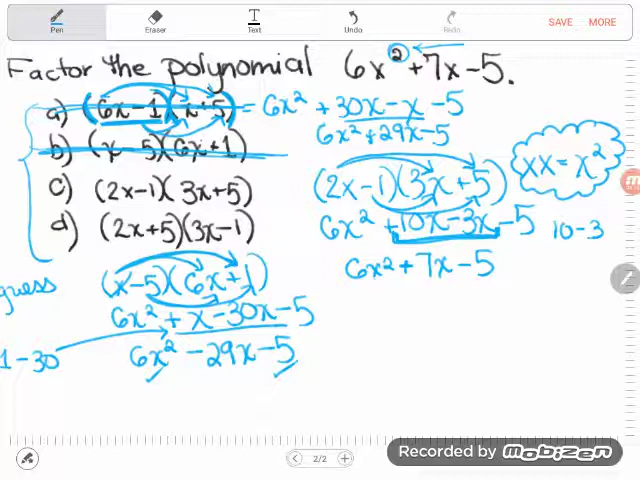 Pen
Eraser
Text
Undo
Redo
SAVE MORE
Factor the polynomial 6x² +7x -5.
a) (6x-1)(x+5) = 6x² +30x -x -5
6x² +29x -5
b) (x-5)(6x+1)
c) (2x-1)(3x+5)
d) (2x+5)(3x-1)
(2x-1)(3x+5)
6x² +10x -3x -5
6x² +7x -5
xx = x²
10-3
guess
(x-5)(6x+1)
6x² + x -30x -5
1-30
6x² -29x -5
2/2
Recorded by Mobizen